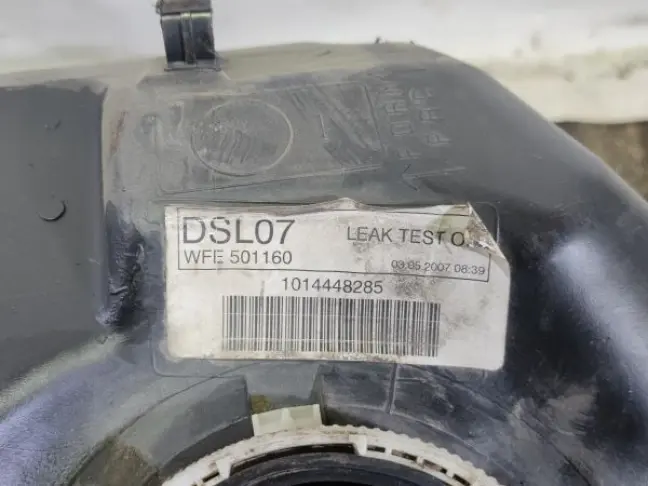 DSL07 LEAK TEST O
WFE 501160 03.05.2007 08:39
1014448285